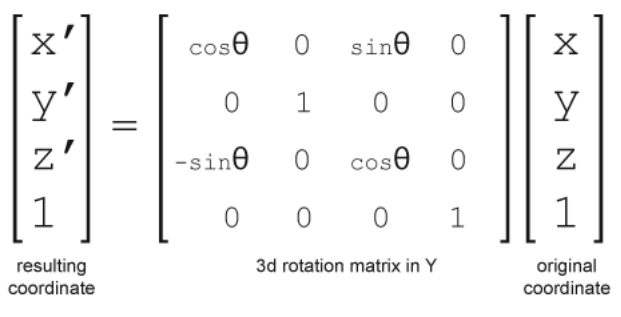 x′ cosθ 0 sinθ 0 x
y′ 0 1 0 0 y
=
z′ -sinθ 0 cosθ 0 z
1 0 0 0 1 1
resulting coordinate
3d rotation matrix in Y
original coordinate